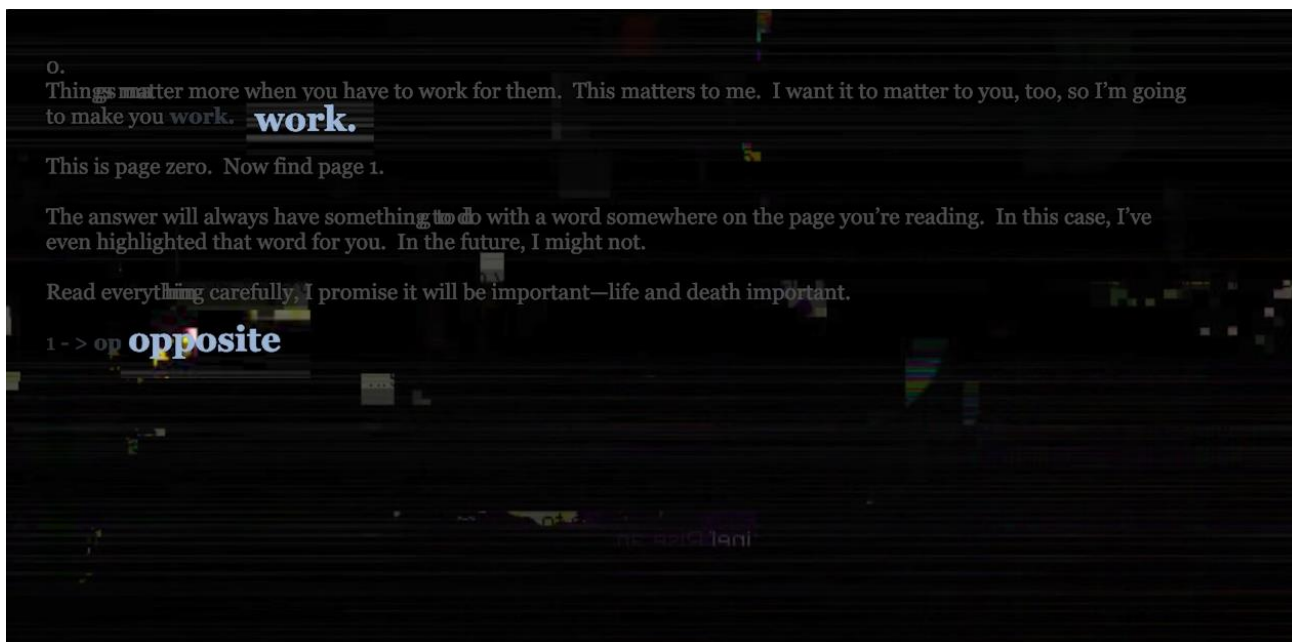 0.
Things matter more when you have to work for them. This matters to me. I want it to matter to you, too, so I'm going
to make you work. work.
This is page zero. Now find page 1.
The answer will always have something to do with a word somewhere on the page you're reading. In this case, I've
even highlighted that word for you. In the future, I might not.
Read everything carefully, I promise it will be important—life and death important.
1 - > op opposite